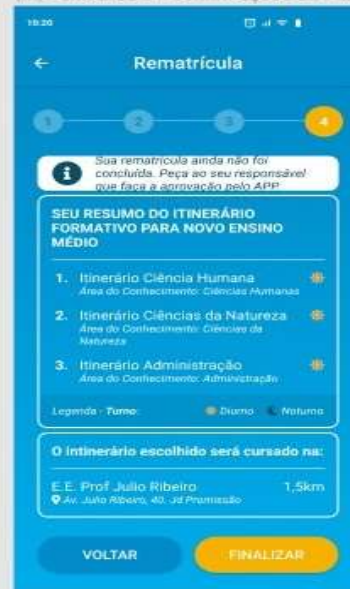 19:20
Rematrícula
1 2 3 4
Sua rematrícula ainda não foi
concluída. Peça ao seu responsável
que faça a aprovação pelo APP
SEU RESUMO DO ITINERÁRIO
FORMATIVO PARA NOVO ENSINO
MÉDIO
1. Itinerário Ciência Humana
Área do Conhecimento: Ciências Humanas
2. Itinerário Ciências da Natureza
Área do Conhecimento: Ciências da
Natureza
3. Itinerário Administração
Área do Conhecimento: Administração
Legenda - Turno: Diurno Noturno
O intinerário escolhido será cursado na:
E.E. Prof Julio Ribeiro 1,5km
Av. Julio Ribeiro, 40. Jd Promissão
VOLTAR FINALIZAR